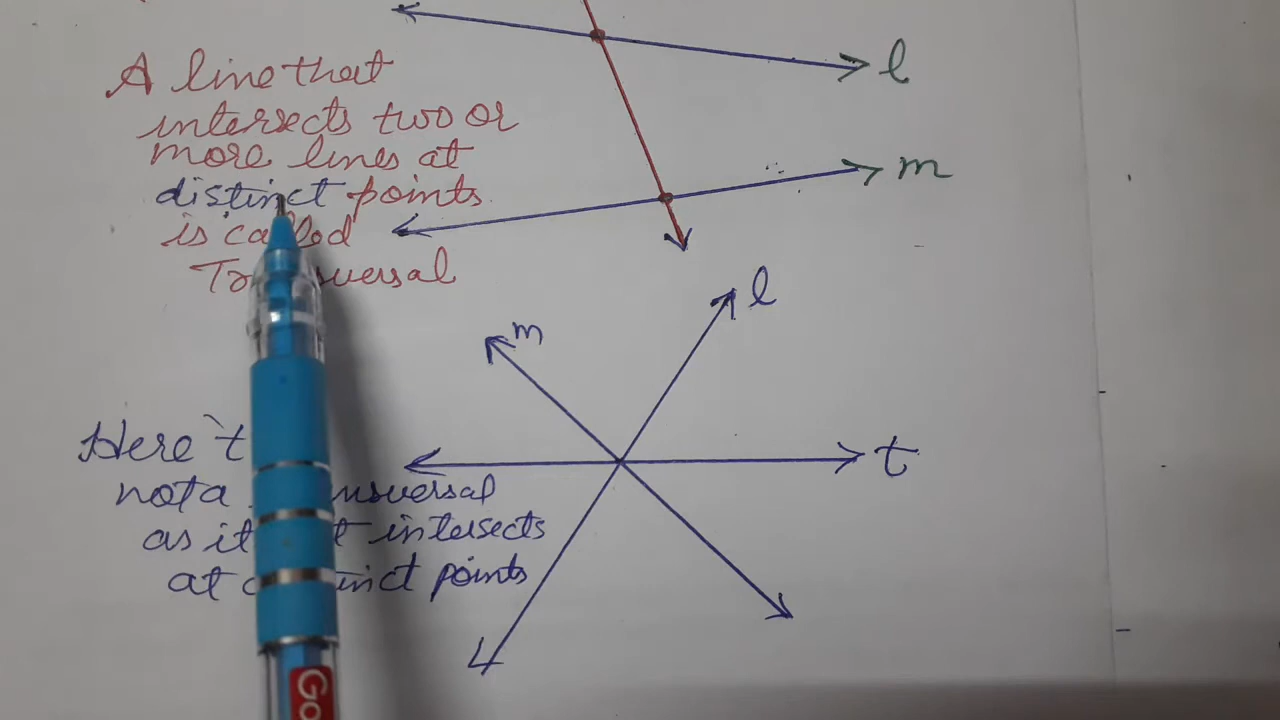 A line that
intersects two or
more lines at
distinct points
is called
l
m
l
m
Here t
t
not a
as it intersects
at points
Go